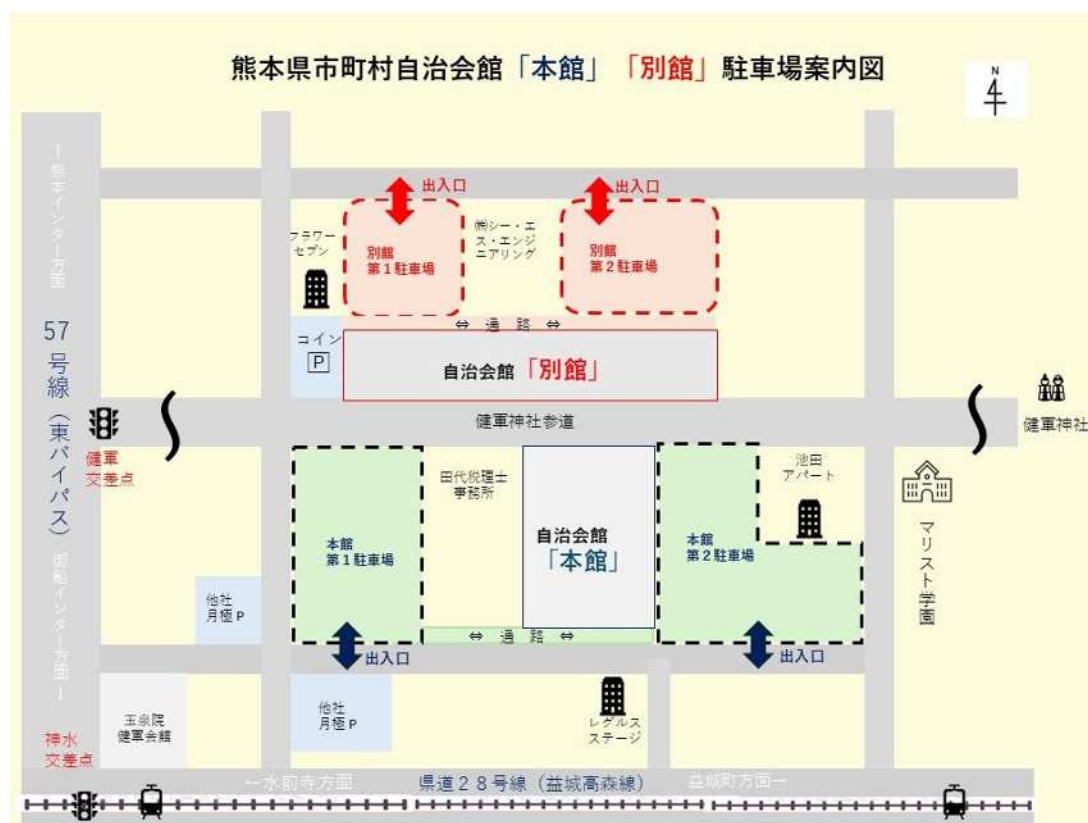 熊本県市町村自治会館「本館」「別館」駐車場案内図
N
ー熊本インター方面
出入口
出入口
フラワー
セブン
別館
第1駐車場
㈱シー・エ
ス・エンジ
ニアリング
別館
第2駐車場
⇔ 通 路 ⇔
コイン
P
自治会館「別館」
57号線（東バイパス）
健軍神社参道
健軍神社
健軍
交差点
田代税理士
事務所
池田
アパート
自治会館
「本館」
本館
第1駐車場
本館
第2駐車場
マリスト学園
御船インター方面ー
他社
月極P
⇔ 通 路 ⇔
出入口
出入口
玉泉院
健軍会館
他社
月極P
レグルス
ステージ
神水
交差点
←水前寺方面
県道28号線（益城高森線）
益城町方面→